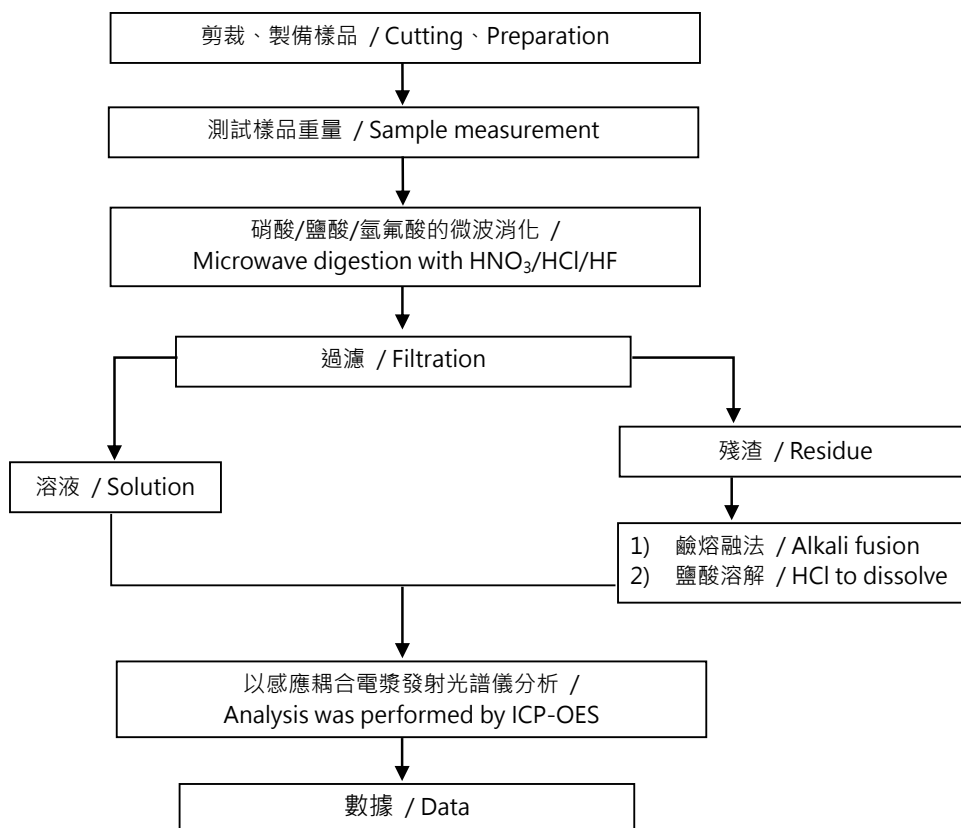 剪裁、製備樣品 / Cutting、Preparation
測試樣品重量 / Sample measurement
硝酸/鹽酸/氫氟酸的微波消化 /
Microwave digestion with HNO₃/HCl/HF
過濾 / Filtration
溶液 / Solution
殘渣 / Residue
1) 鹼熔融法 / Alkali fusion
2) 鹽酸溶解 / HCl to dissolve
以感應耦合電漿發射光譜儀分析 /
Analysis was performed by ICP-OES
數據 / Data